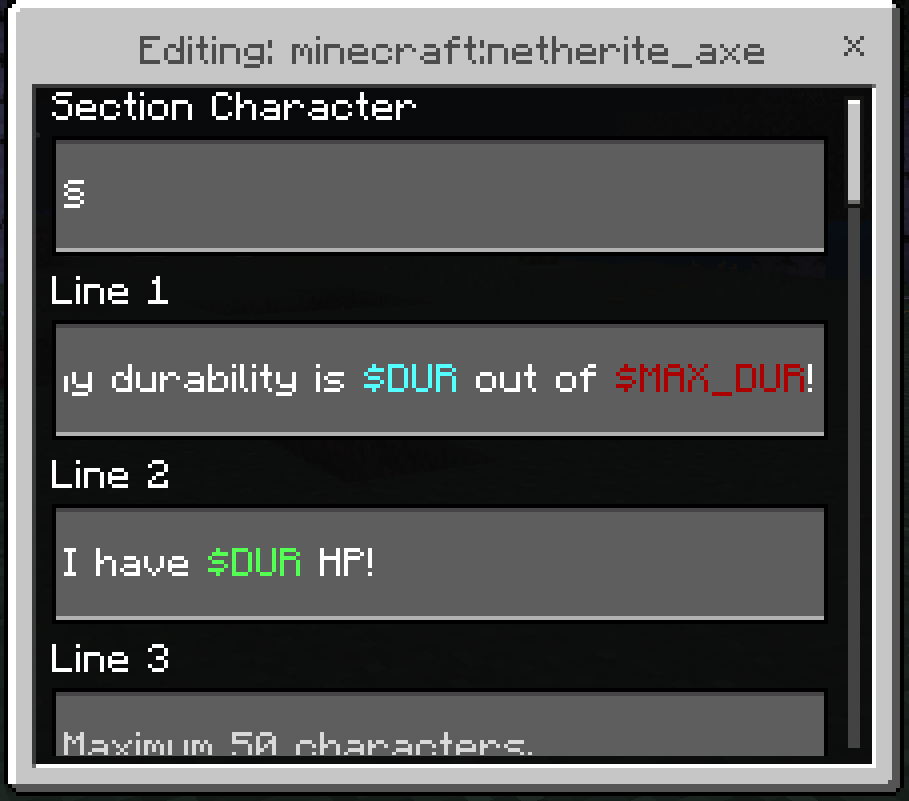 Editing: minecraft:netherite_axe
Section Character
§
Line 1
durability is $DUR out of $MAX_DUR!
Line 2
I have $DUR HP!
Line 3
Maximum 50 characters.